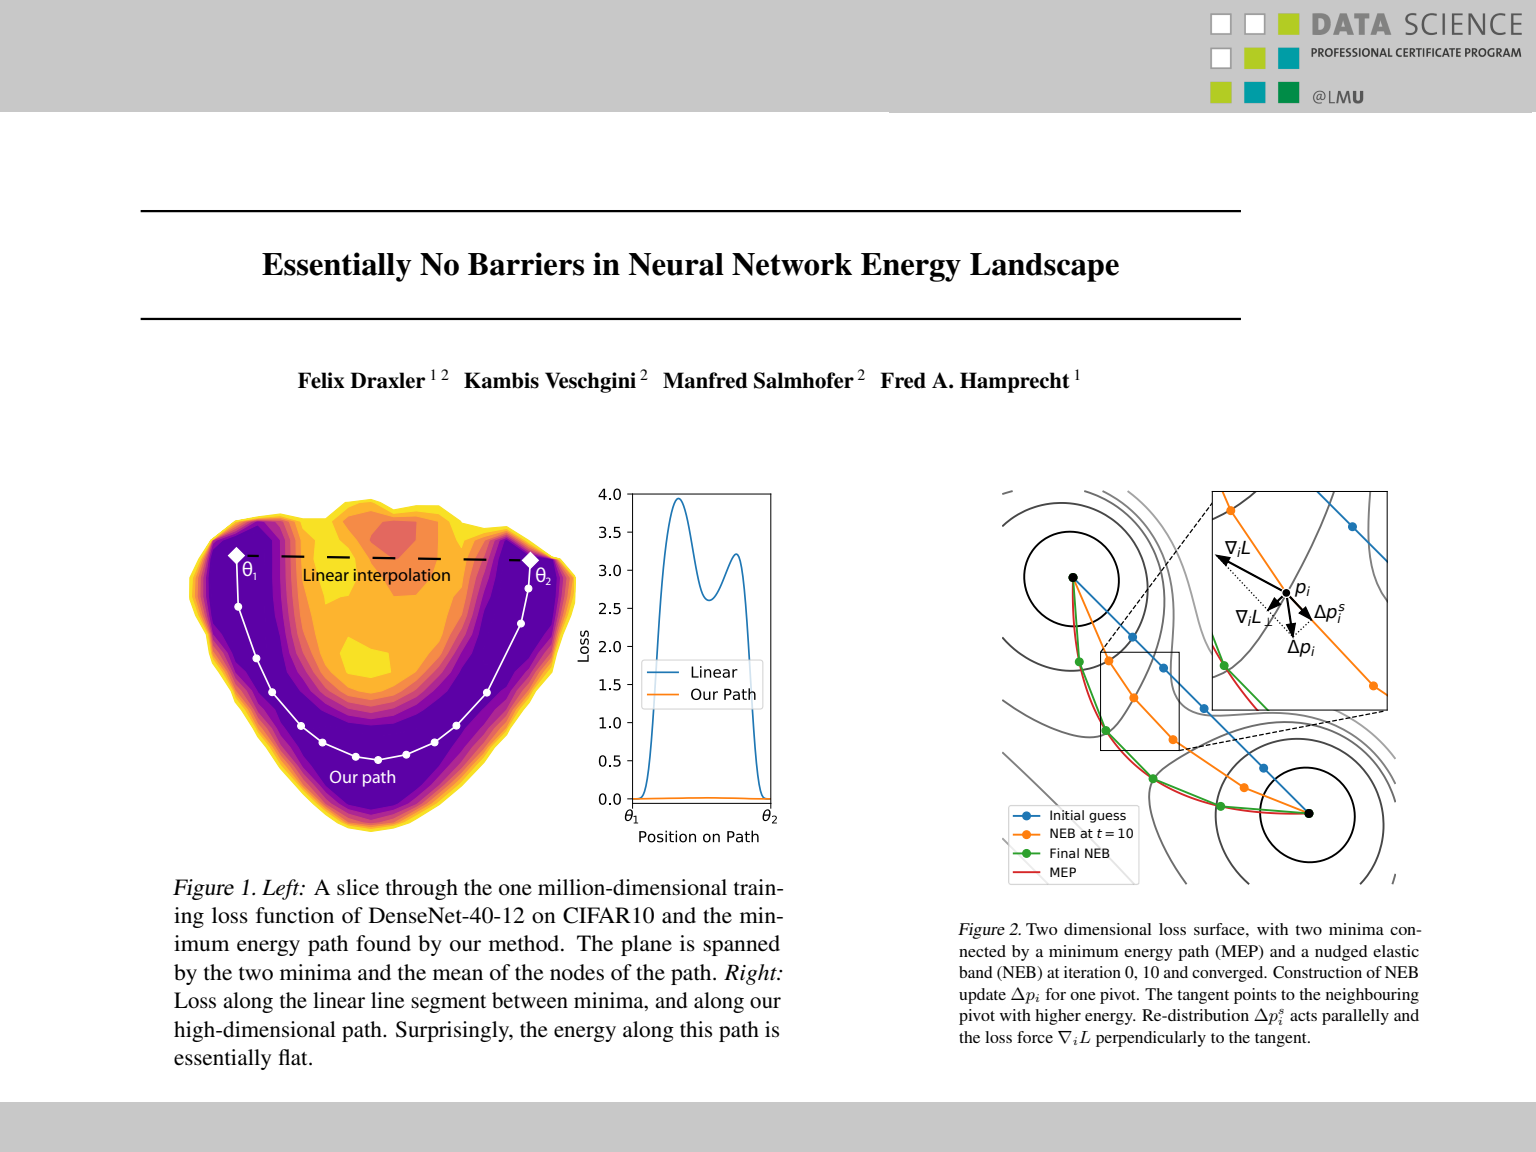 DATA SCIENCE
PROFESSIONAL CERTIFICATE PROGRAM
@LMU
Essentially No Barriers in Neural Network Energy Landscape
Felix Draxler 1 2 Kambis Veschgini 2 Manfred Salmhofer 2 Fred A. Hamprecht 1
θ1
Linear interpolation
θ2
Our path
4.0
3.5
3.0
2.5
2.0
1.5
1.0
0.5
0.0
Loss
Linear
Our Path
θ1
θ2
Position on Path
Figure 1. Left: A slice through the one million-dimensional train-
ing loss function of DenseNet-40-12 on CIFAR10 and the min-
imum energy path found by our method. The plane is spanned
by the two minima and the mean of the nodes of the path. Right:
Loss along the linear line segment between minima, and along our
high-dimensional path. Surprisingly, the energy along this path is
essentially flat.
∇iL
pi
∇iL⊥
Δpi^s
Δpi
Initial guess
NEB at t = 10
Final NEB
MEP
Figure 2. Two dimensional loss surface, with two minima con-
nected by a minimum energy path (MEP) and a nudged elastic
band (NEB) at iteration 0, 10 and converged. Construction of NEB
update Δpi for one pivot. The tangent points to the neighbouring
pivot with higher energy. Re-distribution Δpi^s acts parallelly and
the loss force ∇iL perpendicularly to the tangent.